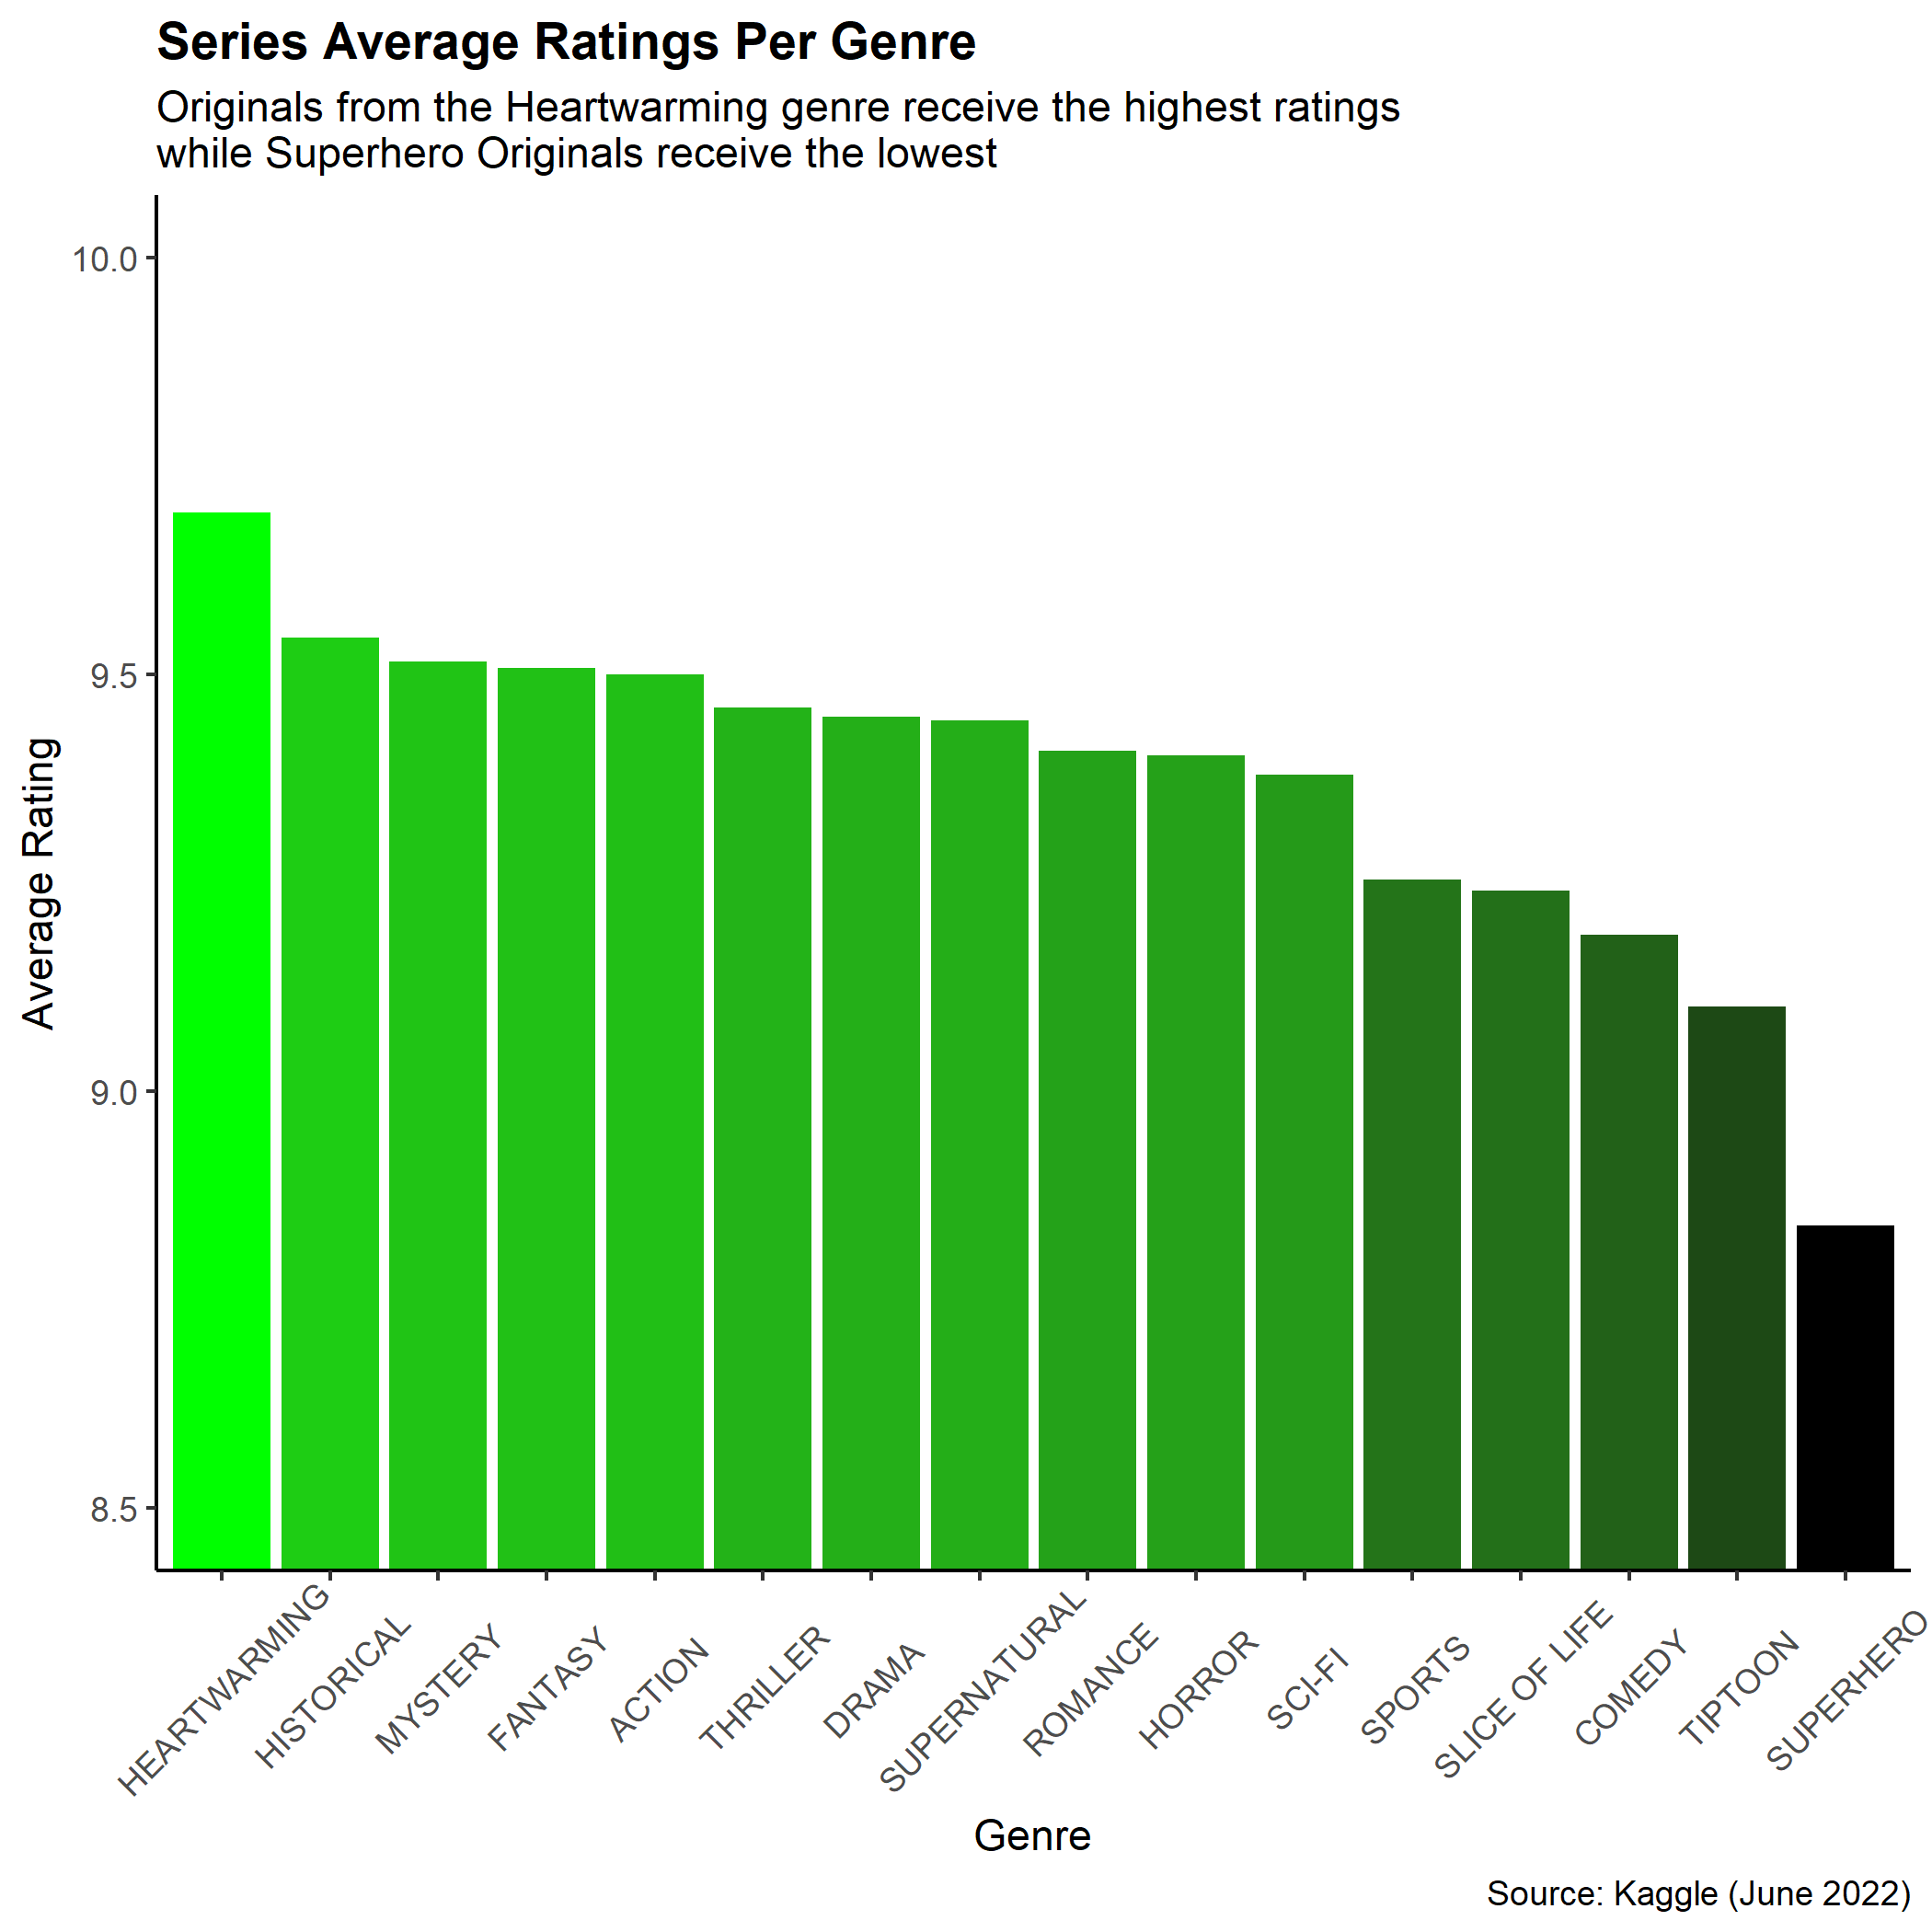 Series Average Ratings Per Genre
Originals from the Heartwarming genre receive the highest ratings
while Superhero Originals receive the lowest
Average Rating
10.0
9.5
9.0
8.5
HEARTWARMING
HISTORICAL
MYSTERY
FANTASY
ACTION
THRILLER
DRAMA
SUPERNATURAL
ROMANCE
HORROR
SCI-FI
SPORTS
SLICE OF LIFE
COMEDY
TIPTOON
SUPERHERO
Genre
Source: Kaggle (June 2022)